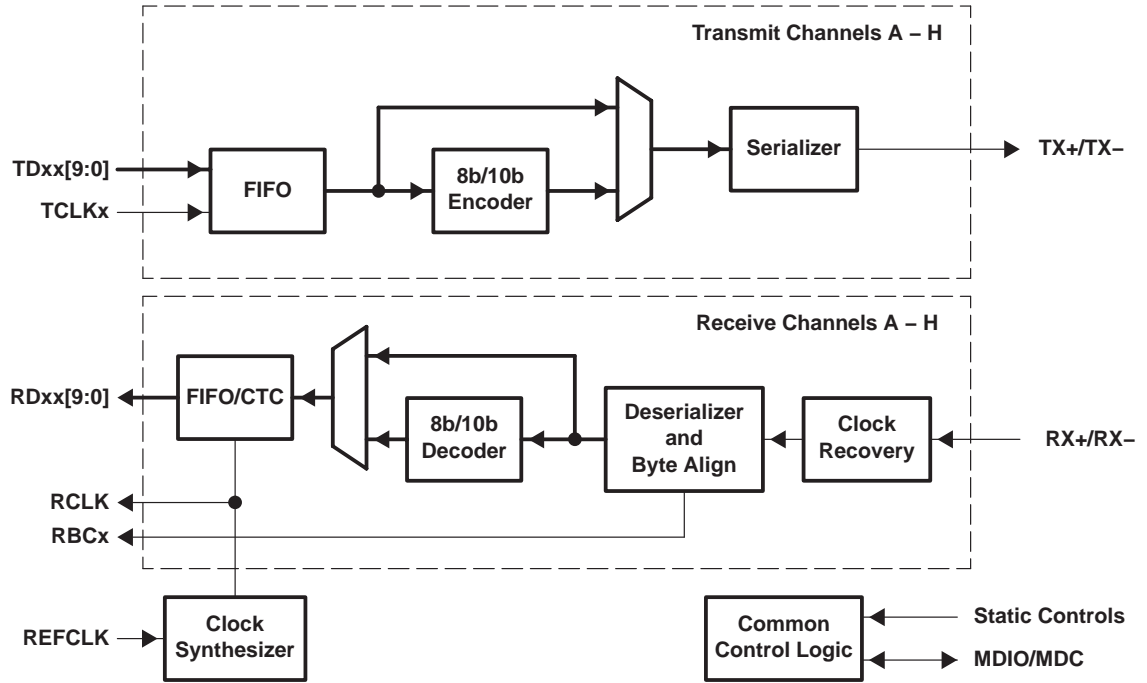 Transmit Channels A – H
TDxx[9:0]
TCLKx
FIFO
8b/10b
Encoder
Serializer
TX+/TX–
Receive Channels A – H
RDxx[9:0]
FIFO/CTC
8b/10b
Decoder
Deserializer
and
Byte Align
Clock
Recovery
RX+/RX–
RCLK
RBCx
REFCLK
Clock
Synthesizer
Common
Control Logic
Static Controls
MDIO/MDC